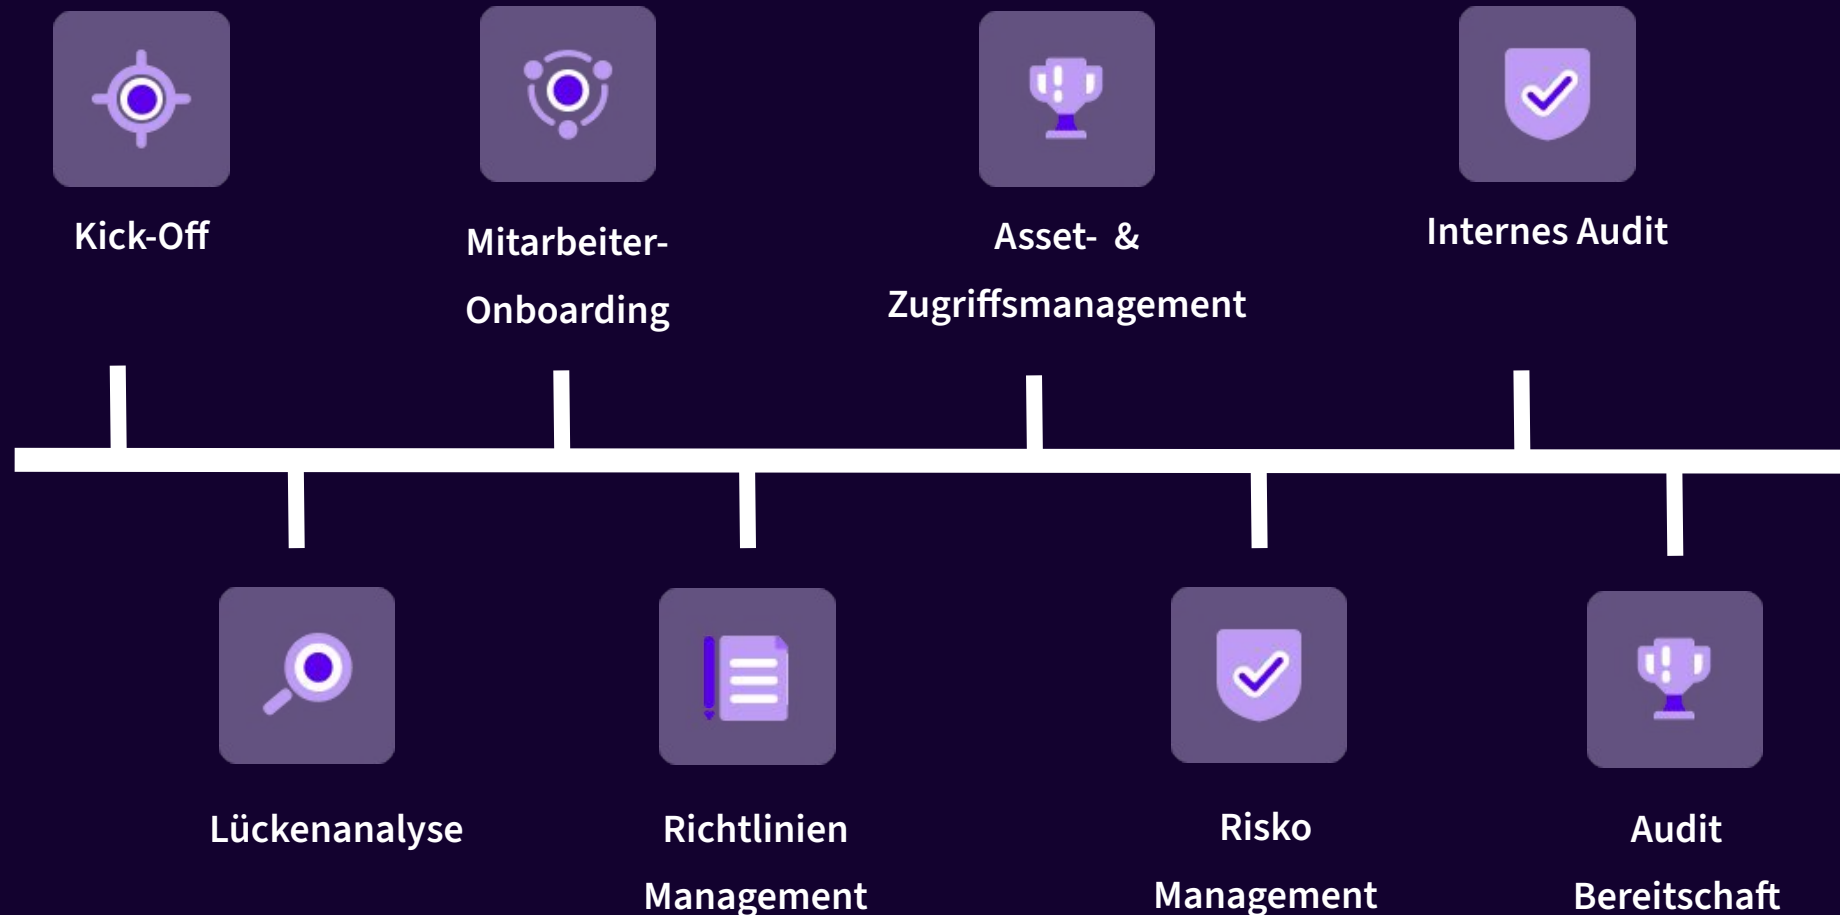 Kick-Off
Mitarbeiter-
Onboarding
Asset- &
Zugriffsmanagement
Internes Audit
Lückenanalyse
Richtlinien
Management
Risko
Management
Audit
Bereitschaft